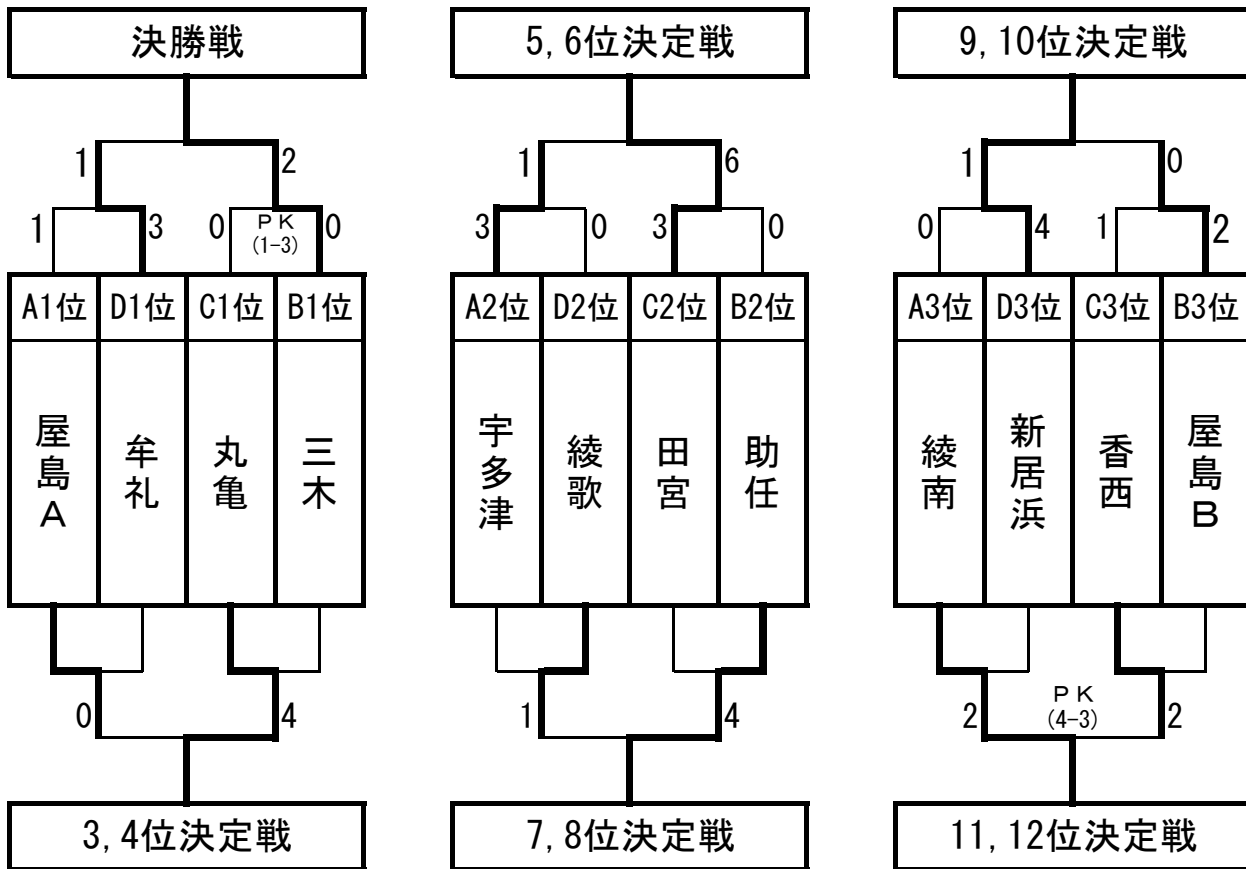 決勝戦
5,6位決定戦
9,10位決定戦
1 2
1 6
1 0
1 3 0 PK 0
(1-3)
3 0 3 0
0 4 1 2
A1位 D1位 C1位 B1位
A2位 D2位 C2位 B2位
A3位 D3位 C3位 B3位
屋島A
牟礼
丸亀
三木
宇多津
綾歌
田宮
助任
綾南
新居浜
香西
屋島B
0 4
1 4
2 PK 2
(4-3)
3,4位決定戦
7,8位決定戦
11,12位決定戦